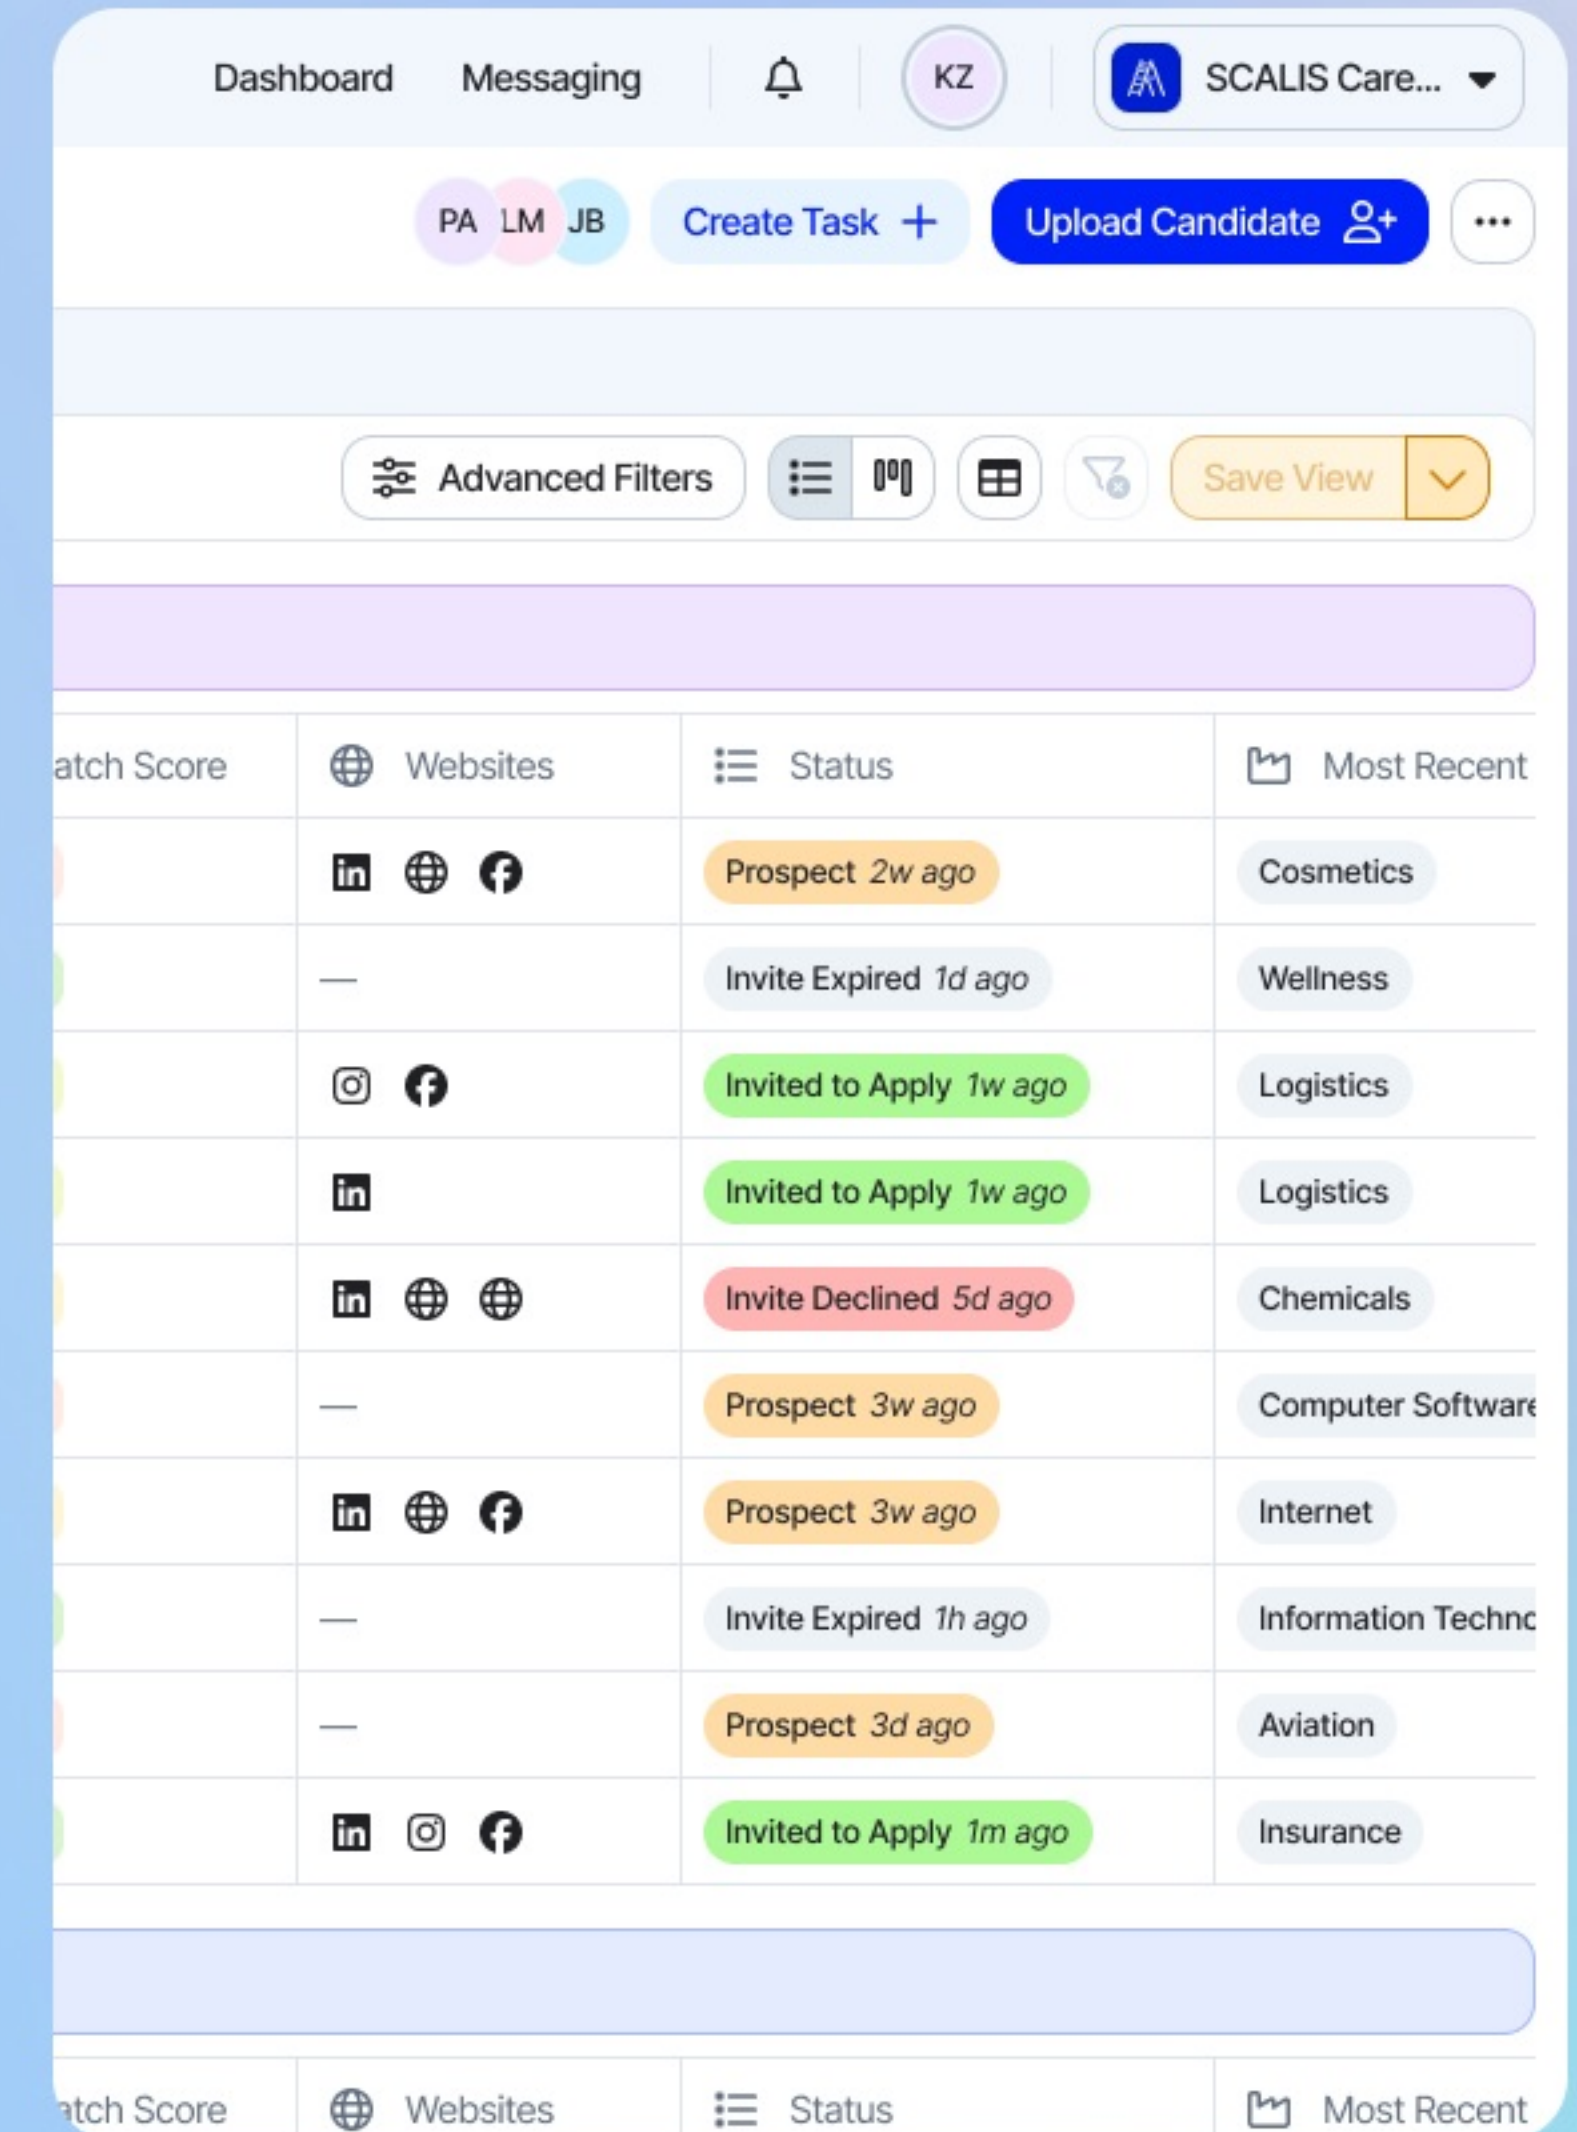 Dashboard Messaging KZ SCALIS Care...
PA LM JB Create Task Upload Candidate
Advanced Filters Save View
atch Score Websites Status Most Recent
Prospect 2w ago Cosmetics
— Invite Expired 1d ago Wellness
Invited to Apply 1w ago Logistics
Invited to Apply 1w ago Logistics
Invite Declined 5d ago Chemicals
— Prospect 3w ago Computer Software
Prospect 3w ago Internet
— Invite Expired 1h ago Information Techno
— Prospect 3d ago Aviation
Invited to Apply 1m ago Insurance
atch Score Websites Status Most Recent